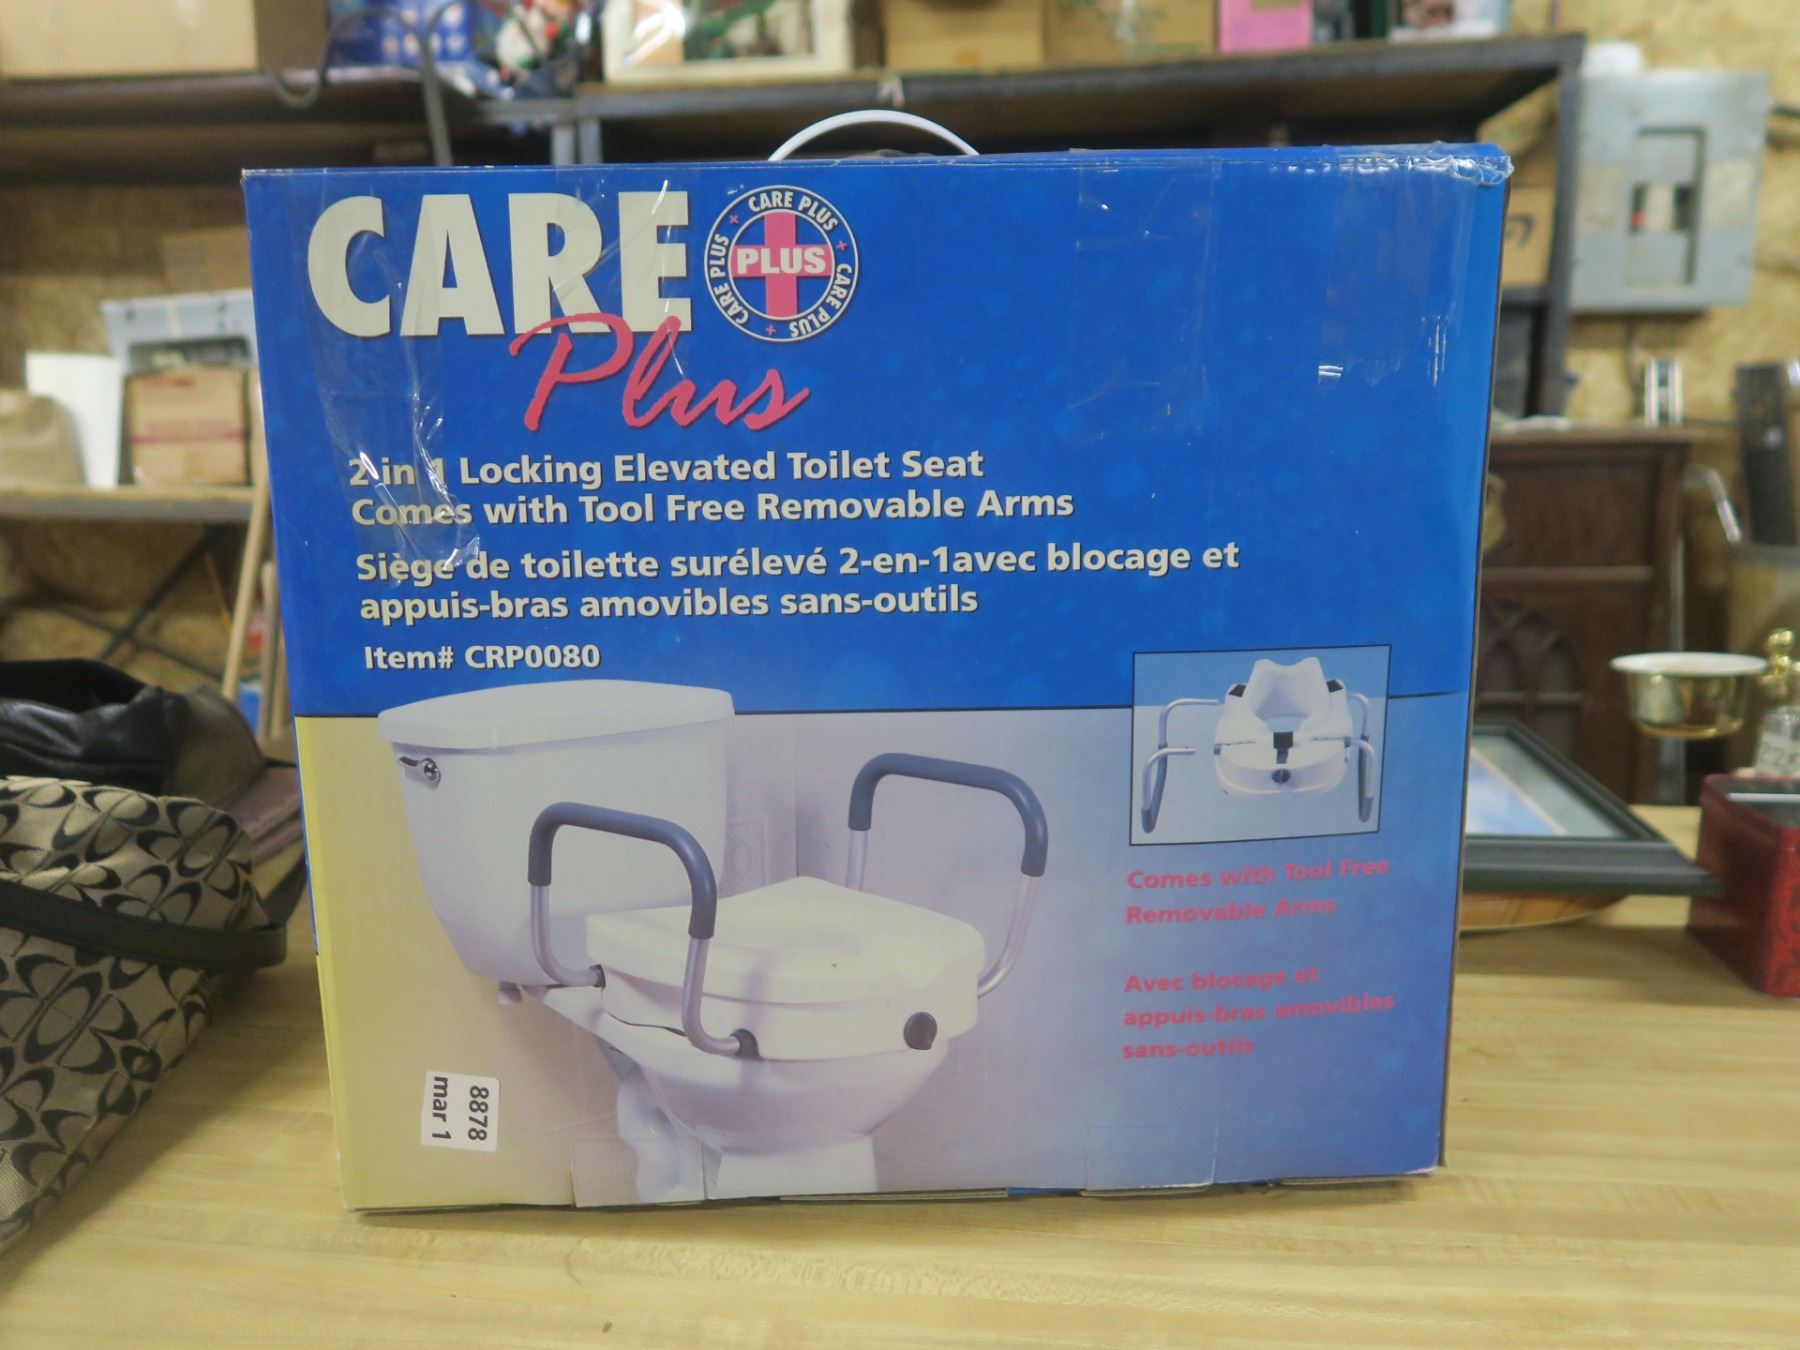 CARE
Plus
CARE PLUS + CARE PLUS + CARE PLUS +
PLUS
2 in 1 Locking Elevated Toilet Seat
Comes with Tool Free Removable Arms
Siège de toilette surélevé 2-en-1avec blocage et
appuis-bras amovibles sans-outils
Item# CRP0080
Comes with Tool Free
Removable Arms
Avec blocage et
appuis-bras amovibles
sans-outils
8878
mar 1